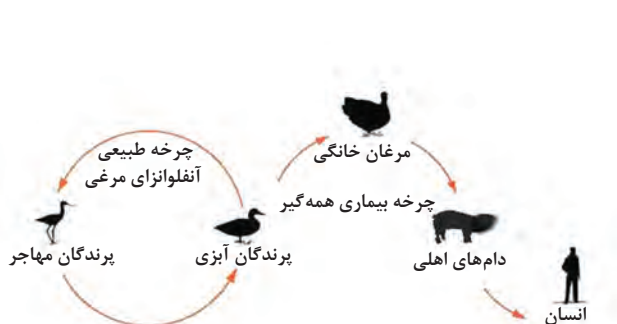 مرغان خانگی
چرخه طبیعی
آنفلوانزای مرغی
چرخه بیماری همه‌گیر
پرندگان مهاجر
پرندگان آبزی
دام‌های اهلی
انسان